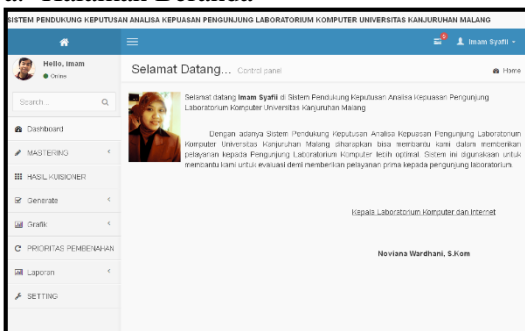 a. Halaman Beranda
SISTEM PENDUKUNG KEPUTUSAN ANALISA KEPUASAN PENGUNJUNG LABORATORIUM KOMPUTER UNIVERSITAS KANJURUHAN MALANG
Imam Syafii
Hello, Imam
Online
Search...
Dashboard
MASTERING
HASIL KUISIONER
Generate
Grafik
PRIORITAS PEMBENAHAN
Laporan
SETTING
Selamat Datang... Control panel
Home
Selamat datang Imam Syafii di Sistem Pendukung Keputusan Analisa Kepuasan Pengunjung
Laboratorium Komputer Universitas Kanjuruhan Malang.
Dengan adanya Sistem Pendukung Keputusan Analisa Kepuasan Pengunjung Laboratorium
Komputer Universitas Kanjuruhan Malang diharapkan bisa membantu kami dalam memberikan
pelayanan kepada Pengunjung Laboratorium Komputer lebih optimal. Sistem ini digunakan untuk
membantu kami untuk evaluasi demi memberikan pelayanan prima kepada pengunjung laboratorium.
Kepala Laboratorium Komputer dan Internet
Noviana Wardhani, S.Kom